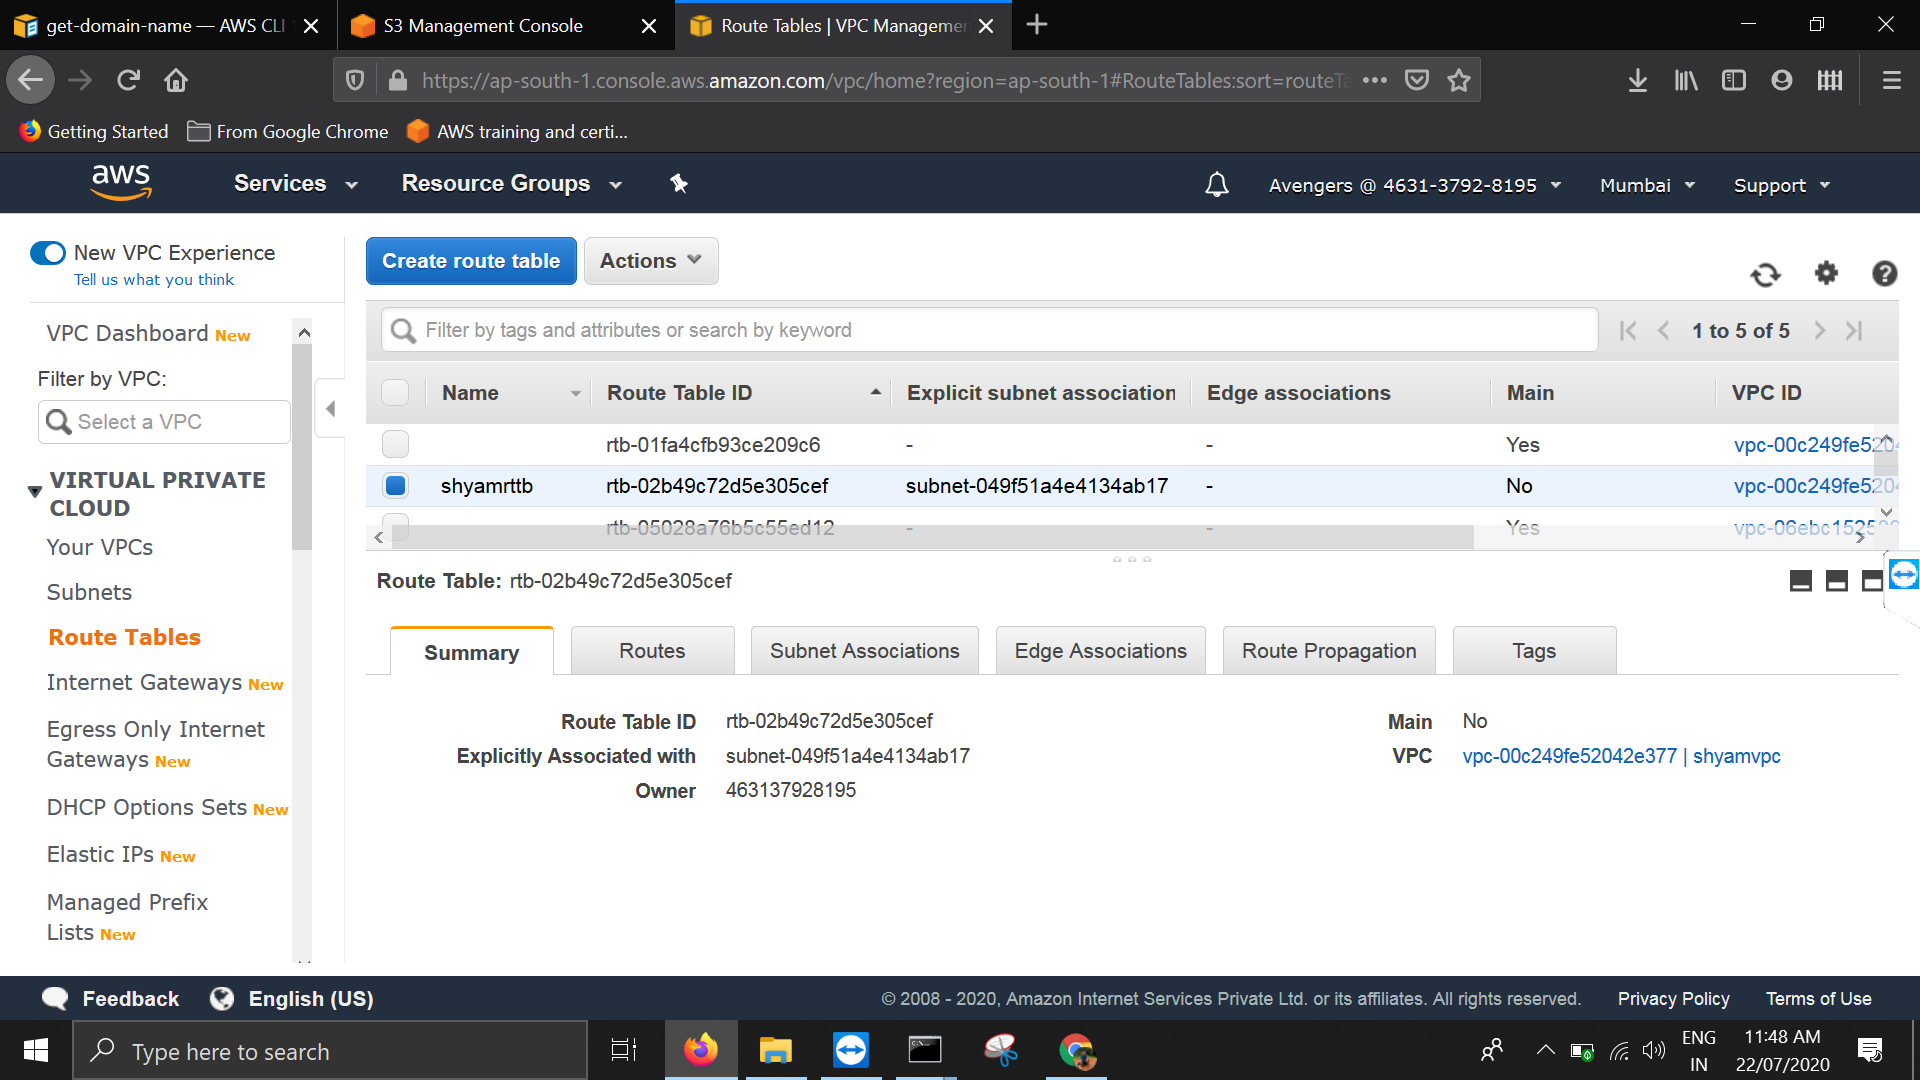 get-domain-name — AWS CLI
S3 Management Console
Route Tables | VPC Managemen
https://ap-south-1.console.aws.amazon.com/vpc/home?region=ap-south-1#RouteTables:sort=routeTa
Getting Started
From Google Chrome
AWS training and certi...
aws
Services
Resource Groups
Avengers @ 4631-3792-8195
Mumbai
Support
New VPC Experience
Tell us what you think
VPC Dashboard New
Filter by VPC:
Select a VPC
VIRTUAL PRIVATE
CLOUD
Your VPCs
Subnets
Route Tables
Internet Gateways New
Egress Only Internet
Gateways New
DHCP Options Sets New
Elastic IPs New
Managed Prefix
Lists New
Create route table
Actions
Filter by tags and attributes or search by keyword
1 to 5 of 5
Name Route Table ID Explicit subnet association Edge associations Main VPC ID
rtb-01fa4cfb93ce209c6 - - Yes vpc-00c249fe5204
shyamrttb rtb-02b49c72d5e305cef subnet-049f51a4e4134ab17 - No vpc-00c249fe5204
rtb-05028a76b5c55ed12 - - Yes
Route Table: rtb-02b49c72d5e305cef
Summary
Routes
Subnet Associations
Edge Associations
Route Propagation
Tags
Route Table ID rtb-02b49c72d5e305cef
Main No
Explicitly Associated with subnet-049f51a4e4134ab17
VPC vpc-00c249fe52042e377 | shyamvpc
Owner 463137928195
Feedback
English (US)
© 2008 - 2020, Amazon Internet Services Private Ltd. or its affiliates. All rights reserved.
Privacy Policy
Terms of Use
Type here to search
ENG
IN
11:48 AM
22/07/2020